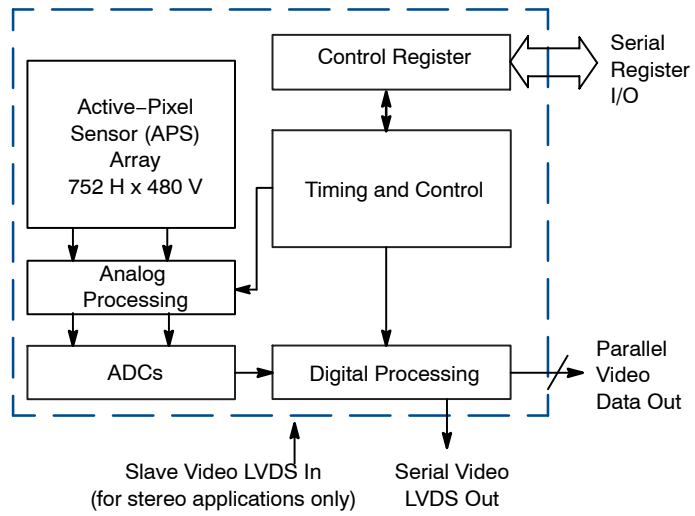 Control Register
Serial
Register
I/O
Active−Pixel
Sensor (APS)
Array
752 H x 480 V
Timing and Control
Analog
Processing
ADCs
Digital Processing
Parallel
Video
Data Out
Slave Video LVDS In
(for stereo applications only)
Serial Video
LVDS Out